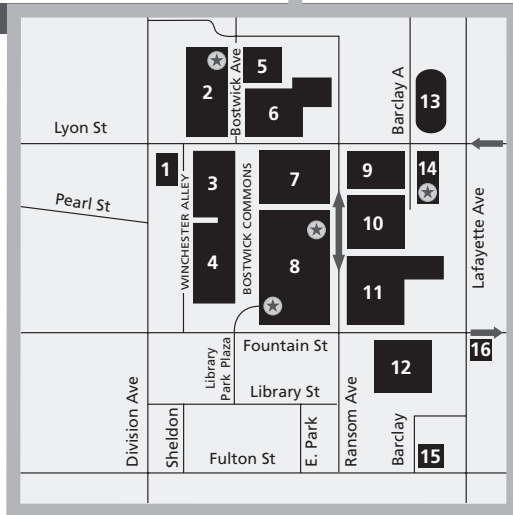 Bostwick Ave
Barclay A
2
5
6
13
Lyon St
1
3
7
9
14
Pearl St
WINCHESTER ALLEY
BOSTWICK COMMONS
10
Lafayette Ave
4
8
11
Library
Park Plaza
Fountain St
16
12
Library St
Division Ave
Sheldon
E. Park
Ransom Ave
Barclay
Fulton St
15